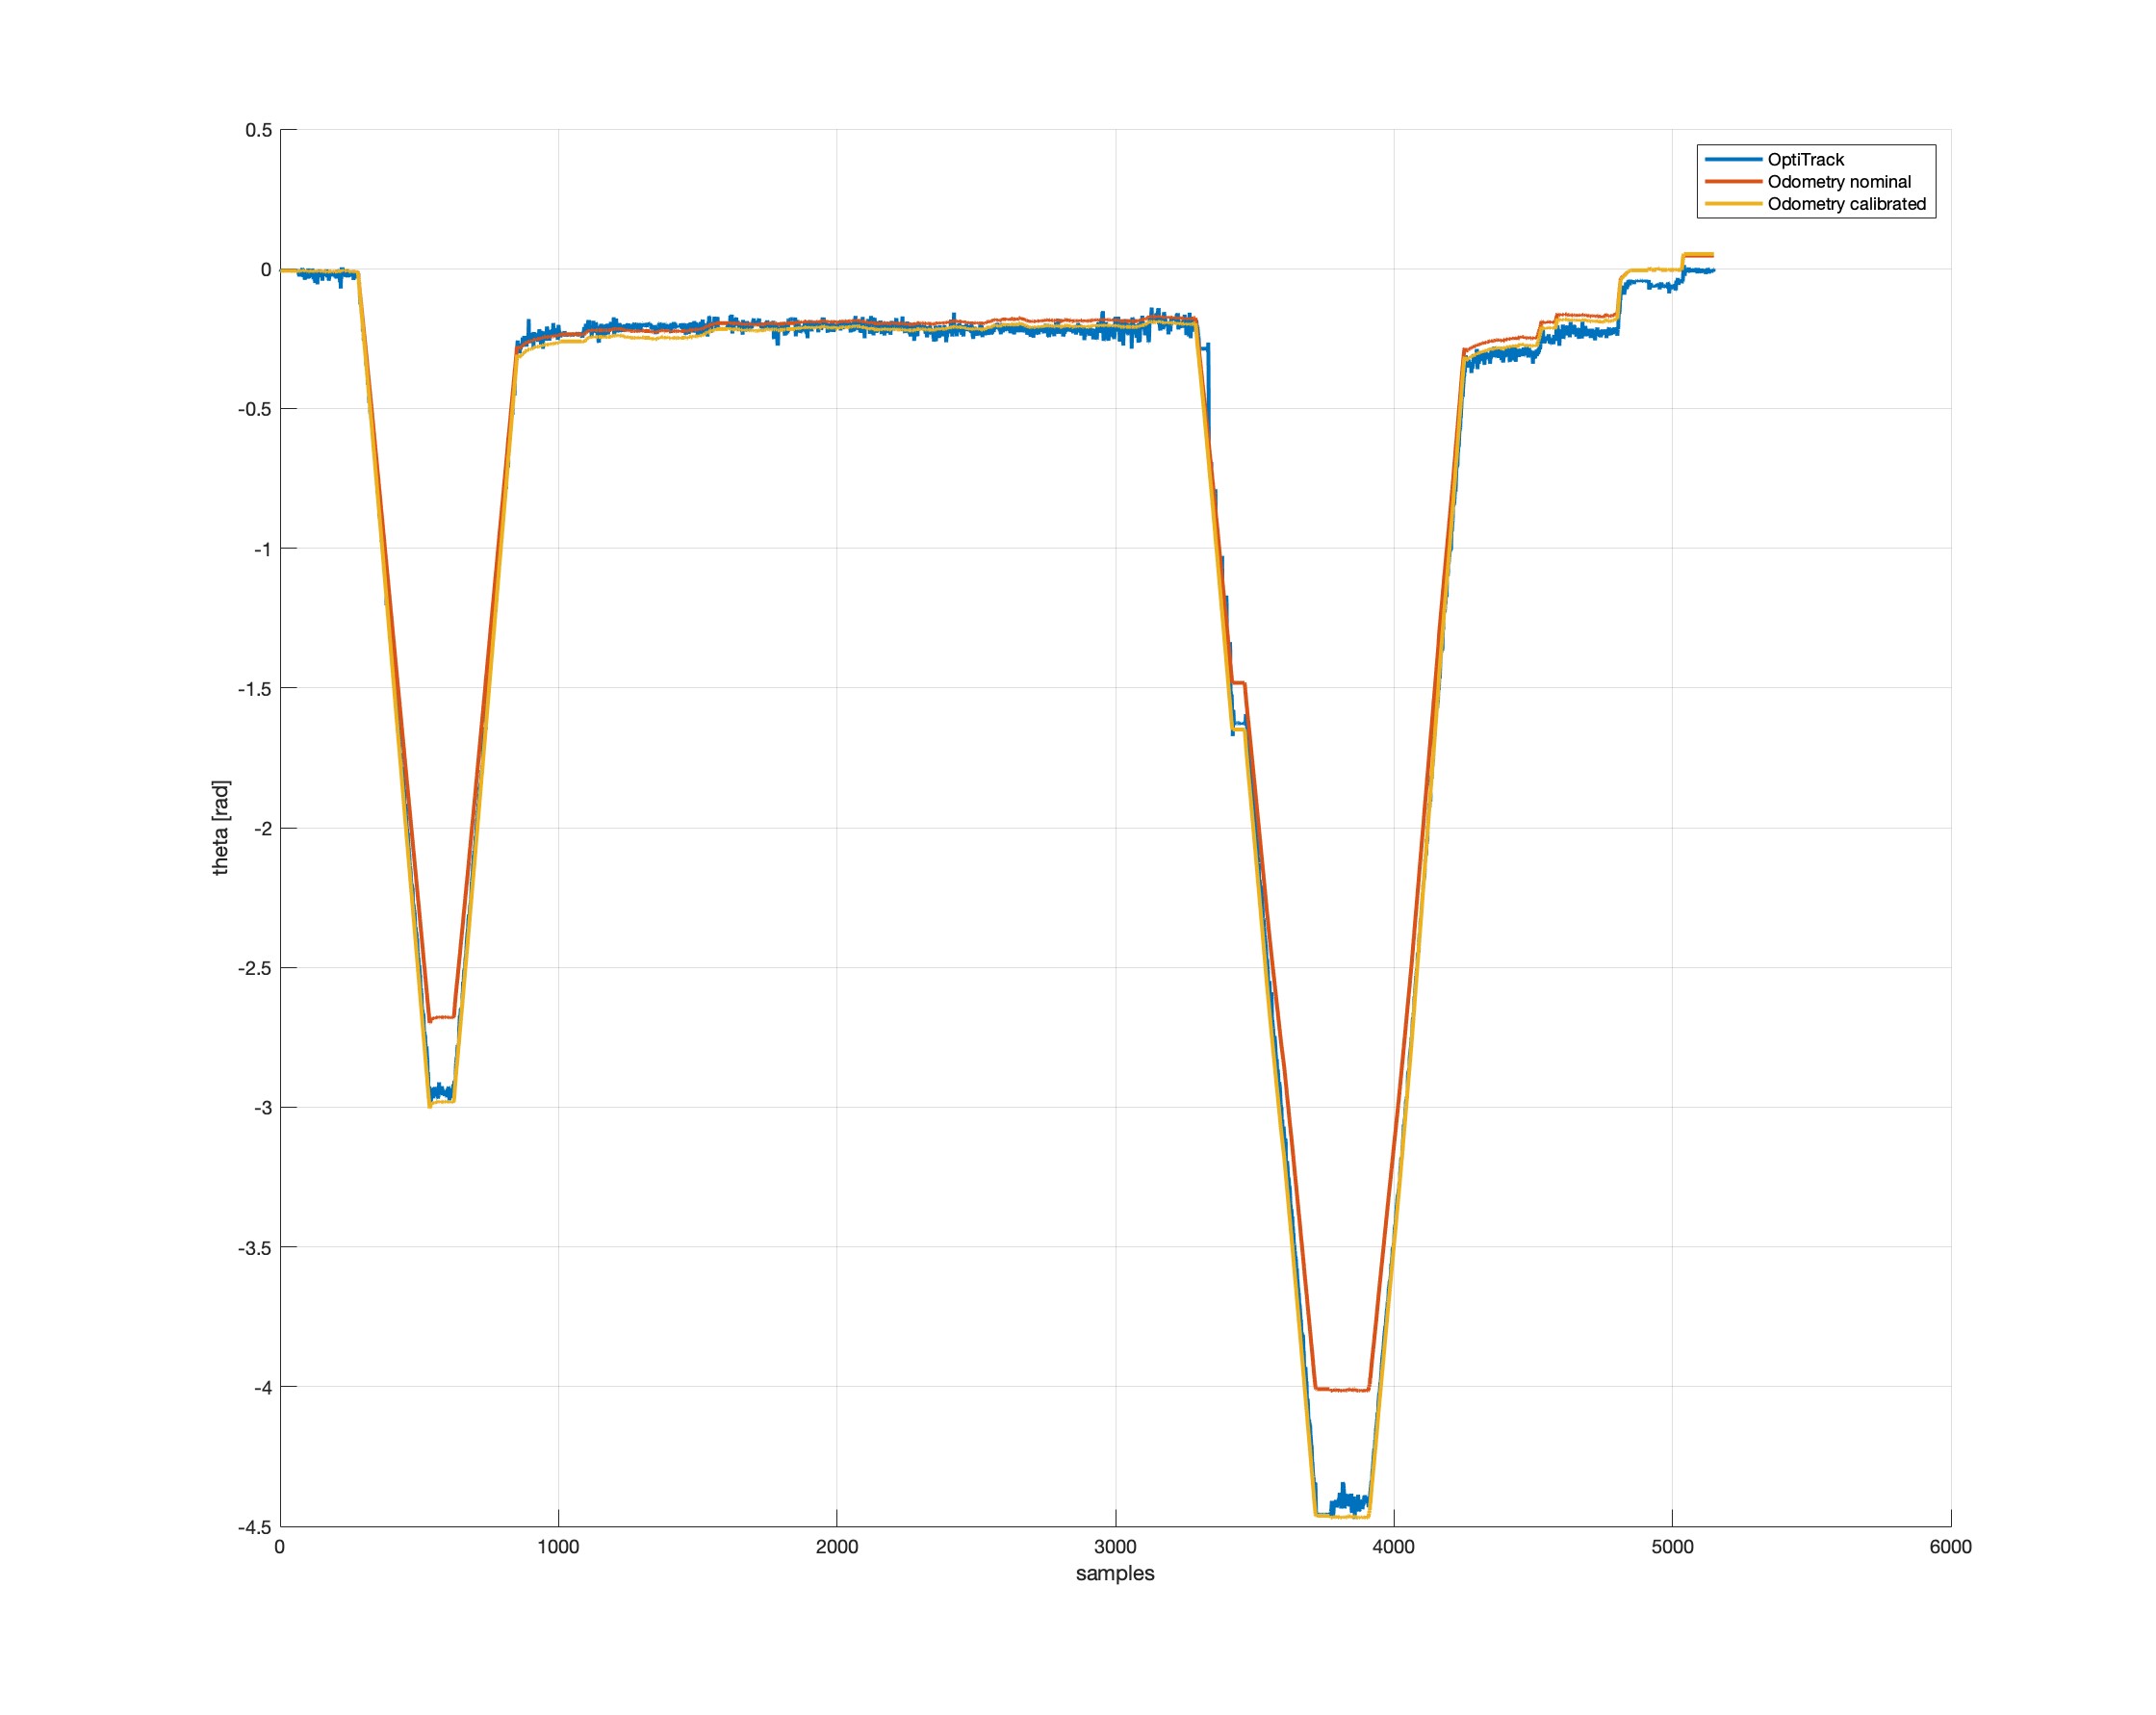 0.5
OptiTrack
Odometry nominal
Odometry calibrated
0
-0.5
-1
-1.5
-2
theta [rad]
-2.5
-3
-3.5
-4
-4.5
0 1000 2000 3000 4000 5000 6000
samples